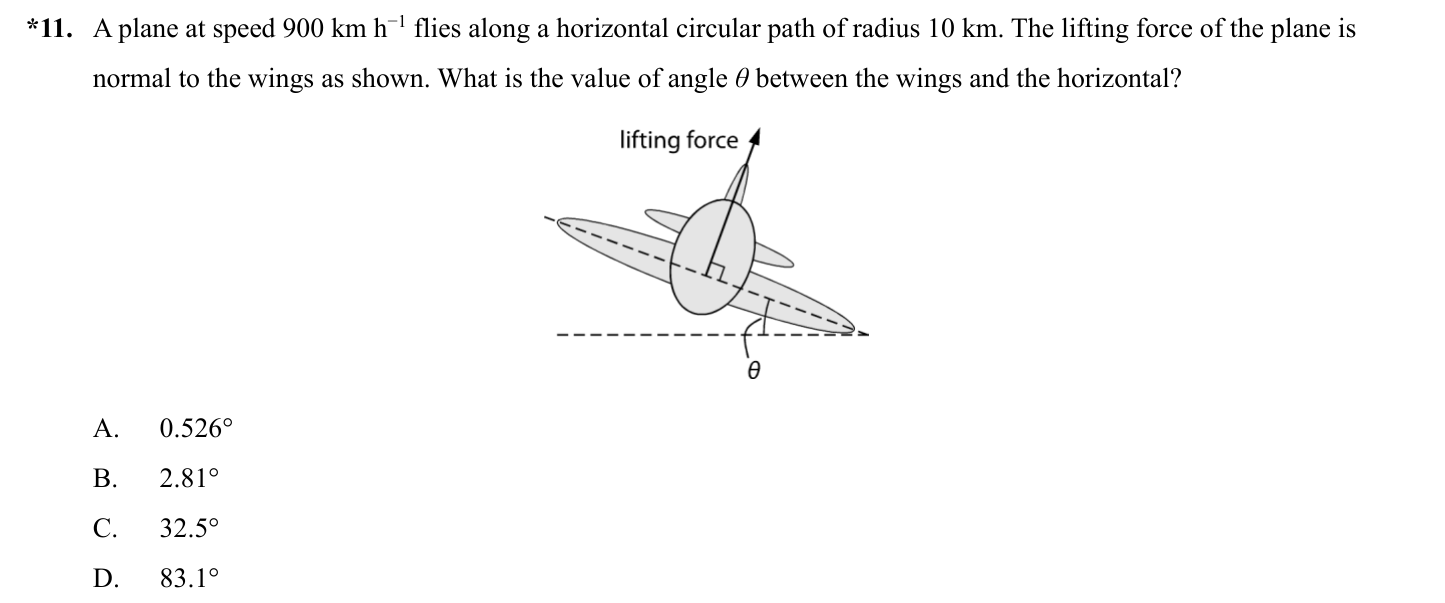 *11. A plane at speed 900 km h⁻¹ flies along a horizontal circular path of radius 10 km. The lifting force of the plane is
normal to the wings as shown. What is the value of angle θ between the wings and the horizontal?
lifting force
θ
A. 0.526°
B. 2.81°
C. 32.5°
D. 83.1°